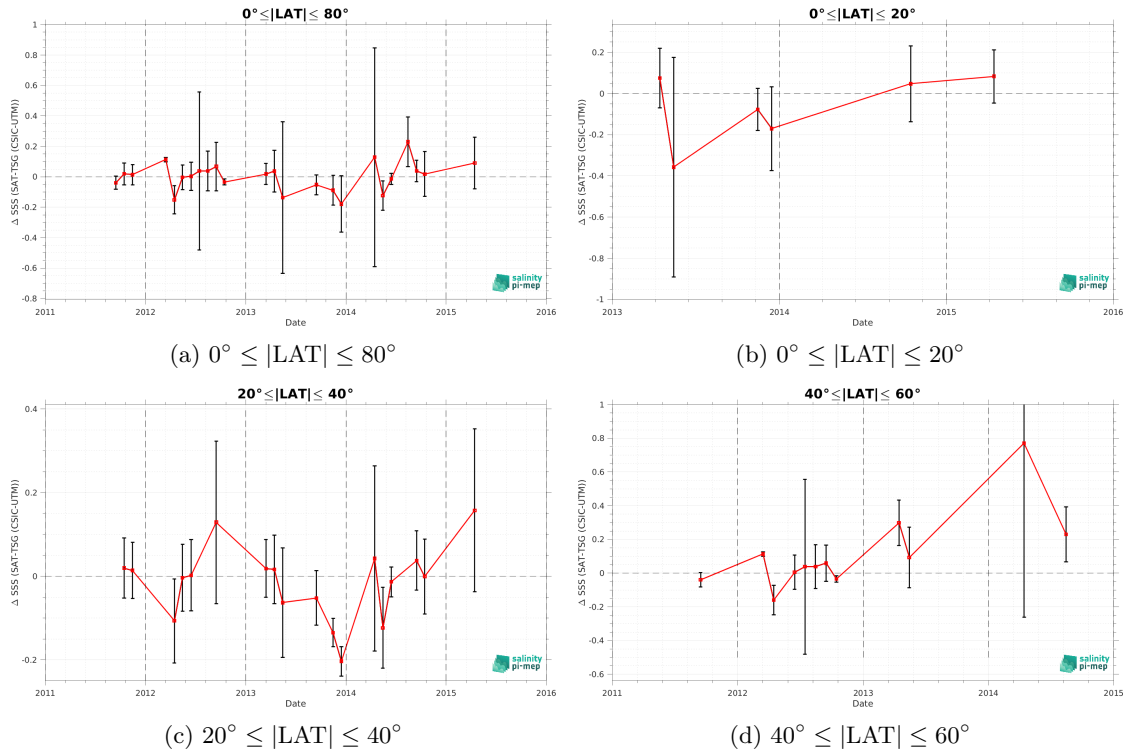 0°≤|LAT|≤ 80°
Δ SSS (SAT-TSG (CSIC-UTM))
1
0.8
0.6
0.4
0.2
0
-0.2
-0.4
-0.6
-0.8
2011 2012 2013 2014 2015 2016
Date
salinity
pi-mep
(a) 0° ≤ |LAT| ≤ 80°
0°≤|LAT|≤ 20°
Δ SSS (SAT-TSG (CSIC-UTM))
0.2
0
-0.2
-0.4
-0.6
-0.8
-1
2013 2014 2015 2016
Date
salinity
pi-mep
(b) 0° ≤ |LAT| ≤ 20°
20°≤|LAT|≤ 40°
Δ SSS (SAT-TSG (CSIC-UTM))
0.4
0.2
0
-0.2
2011 2012 2013 2014 2015 2016
Date
salinity
pi-mep
(c) 20° ≤ |LAT| ≤ 40°
40°≤|LAT|≤ 60°
Δ SSS (SAT-TSG (CSIC-UTM))
1
0.8
0.6
0.4
0.2
0
-0.2
-0.4
-0.6
2011 2012 2013 2014 2015
Date
salinity
pi-mep
(d) 40° ≤ |LAT| ≤ 60°